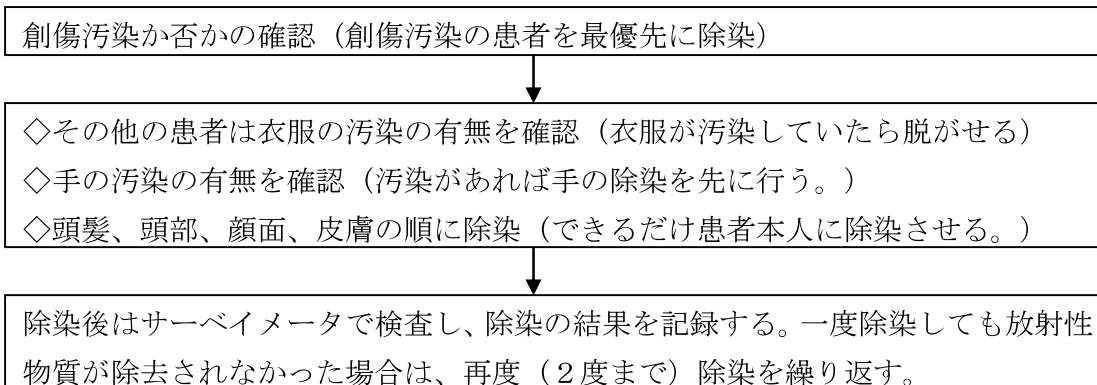 創傷汚染か否かの確認（創傷汚染の患者を最優先に除染）
◇その他の患者は衣服の汚染の有無を確認（衣服が汚染していたら脱がせる）
◇手の汚染の有無を確認（汚染があれば手の除染を先に行う。）
◇頭髪、頭部、顔面、皮膚の順に除染（できるだけ患者本人に除染させる。）
除染後はサーベイメータで検査し、除染の結果を記録する。一度除染しても放射性
物質が除去されなかった場合は、再度（２度まで）除染を繰り返す。